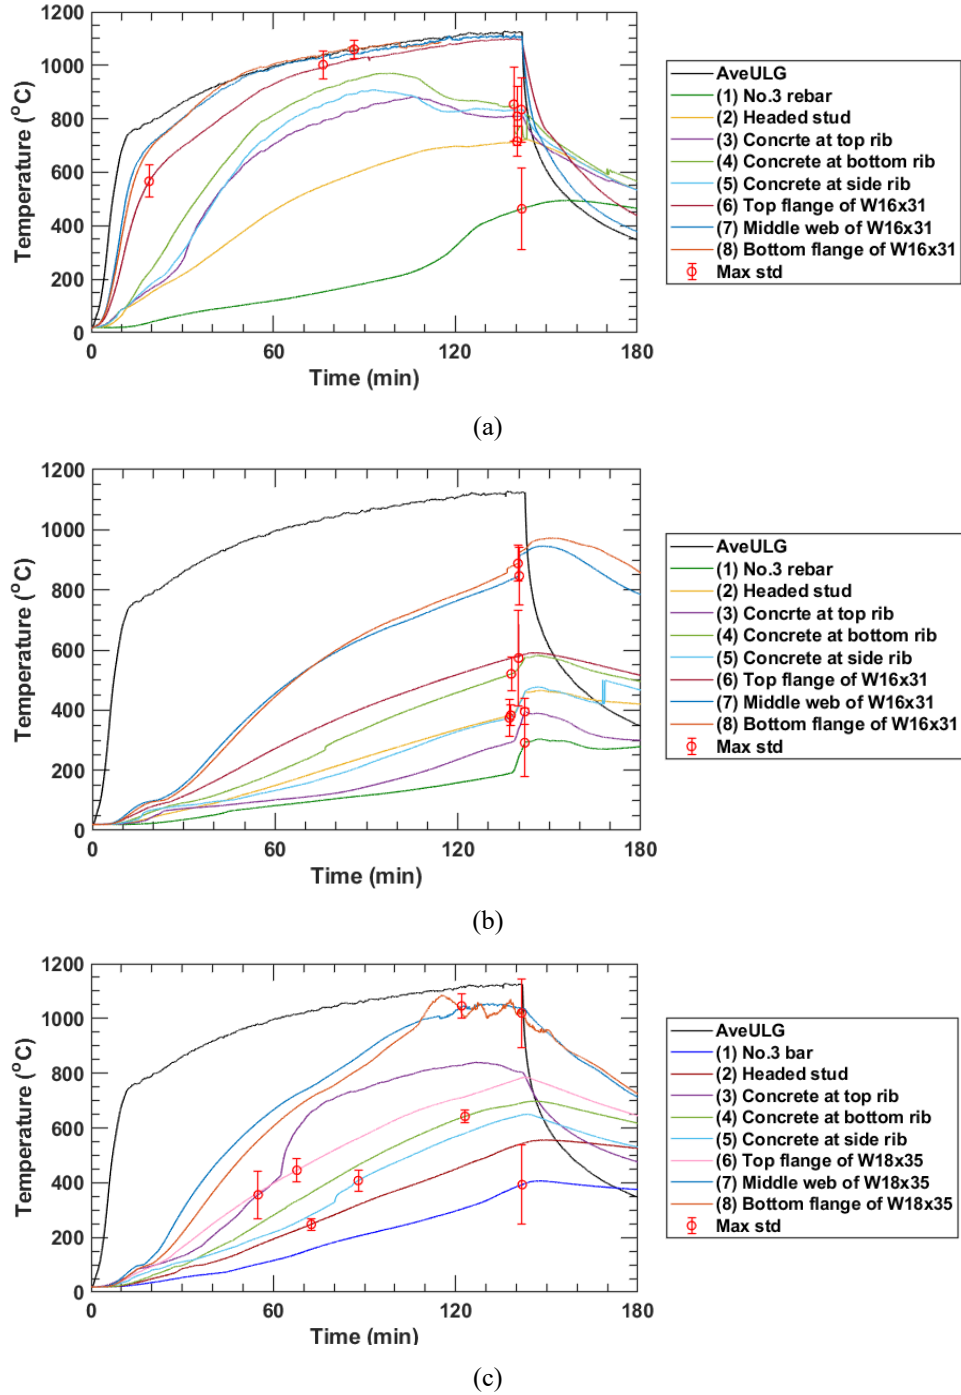 1200
1000
800
600
400
200
0
Temperature (°C)
0
60
120
180
Time (min)
AveULG
(1) No.3 rebar
(2) Headed stud
(3) Concrte at top rib
(4) Concrete at bottom rib
(5) Concrete at side rib
(6) Top flange of W16x31
(7) Middle web of W16x31
(8) Bottom flange of W16x31
Max std
(a)
1200
1000
800
600
400
200
0
Temperature (°C)
0
60
120
180
Time (min)
AveULG
(1) No.3 rebar
(2) Headed stud
(3) Concrte at top rib
(4) Concrete at bottom rib
(5) Concrete at side rib
(6) Top flange of W16x31
(7) Middle web of W16x31
(8) Bottom flange of W16x31
Max std
(b)
1200
1000
800
600
400
200
0
Temperature (°C)
0
60
120
180
Time (min)
AveULG
(1) No.3 bar
(2) Headed stud
(3) Concrete at top rib
(4) Concrete at bottom rib
(5) Concrete at side rib
(6) Top flange of W18x35
(7) Middle web of W18x35
(8) Bottom flange of W18x35
Max std
(c)